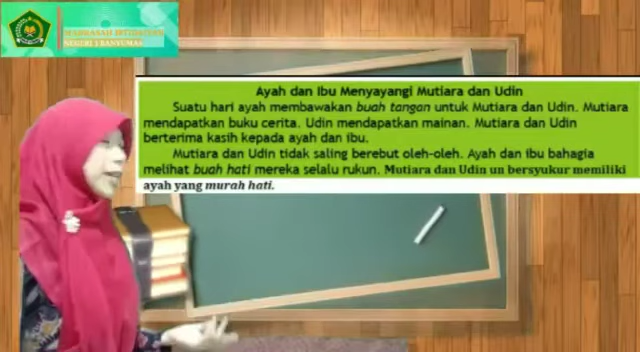 MADRASAH IBTIDAIYAH
NEGERI 1 BANYUMAS
Ayah dan Ibu Menyayangi Mutiara dan Udin
Suatu hari ayah membawakan buah tangan untuk Mutiara dan Udin. Mutiara
mendapatkan buku cerita. Udin mendapatkan mainan. Mutiara dan Udin
berterima kasih kepada ayah dan ibu.
Mutiara dan Udin tidak saling berebut oleh-oleh. Ayah dan ibu bahagia
melihat buah hati mereka selalu rukun. Mutiara dan Udin un bersyukur memiliki
ayah yang murah hati.